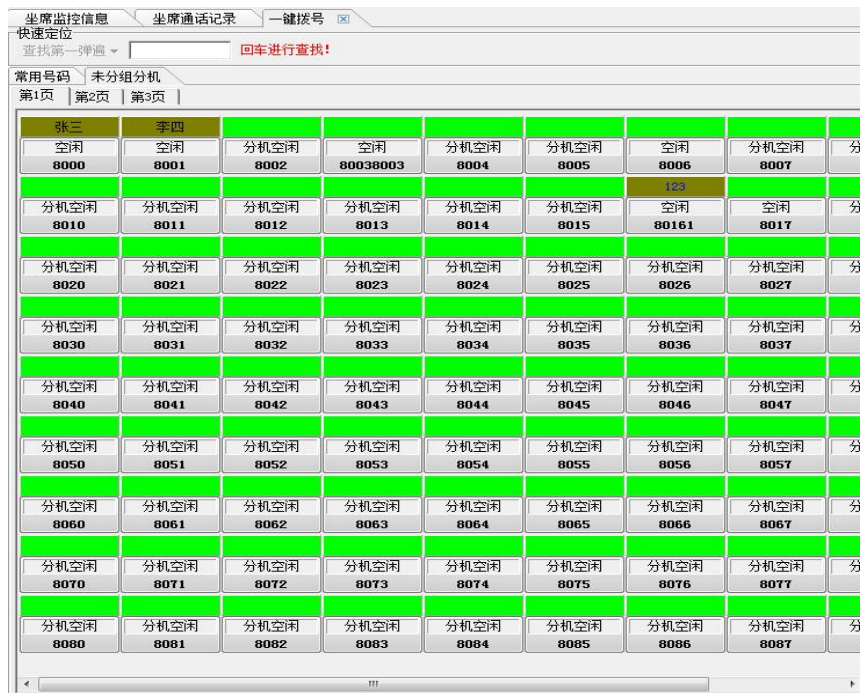 坐席监控信息 坐席通话记录 一键拨号
快速定位
查找第一弹遍 回车进行查找!
常用号码 未分组分机
第1页 第2页 第3页
张三 李四
空闲 空闲 分机空闲 空闲 分机空闲 分机空闲 空闲 分机空闲 分
8000 8001 8002 80038003 8004 8005 8006 8007
123
分机空闲 分机空闲 分机空闲 分机空闲 分机空闲 分机空闲 空闲 空闲 分
8010 8011 8012 8013 8014 8015 80161 8017
分机空闲 分机空闲 分机空闲 分机空闲 分机空闲 分机空闲 分机空闲 分机空闲 分
8020 8021 8022 8023 8024 8025 8026 8027
分机空闲 分机空闲 分机空闲 分机空闲 分机空闲 分机空闲 分机空闲 分机空闲 分
8030 8031 8032 8033 8034 8035 8036 8037
分机空闲 分机空闲 分机空闲 分机空闲 分机空闲 分机空闲 分机空闲 分机空闲 分
8040 8041 8042 8043 8044 8045 8046 8047
分机空闲 分机空闲 分机空闲 分机空闲 分机空闲 分机空闲 分机空闲 分机空闲 分
8050 8051 8052 8053 8054 8055 8056 8057
分机空闲 分机空闲 分机空闲 分机空闲 分机空闲 分机空闲 分机空闲 分机空闲 分
8060 8061 8062 8063 8064 8065 8066 8067
分机空闲 分机空闲 分机空闲 分机空闲 分机空闲 分机空闲 分机空闲 分机空闲 分
8070 8071 8072 8073 8074 8075 8076 8077
分机空闲 分机空闲 分机空闲 分机空闲 分机空闲 分机空闲 分机空闲 分机空闲 分
8080 8081 8082 8083 8084 8085 8086 8087